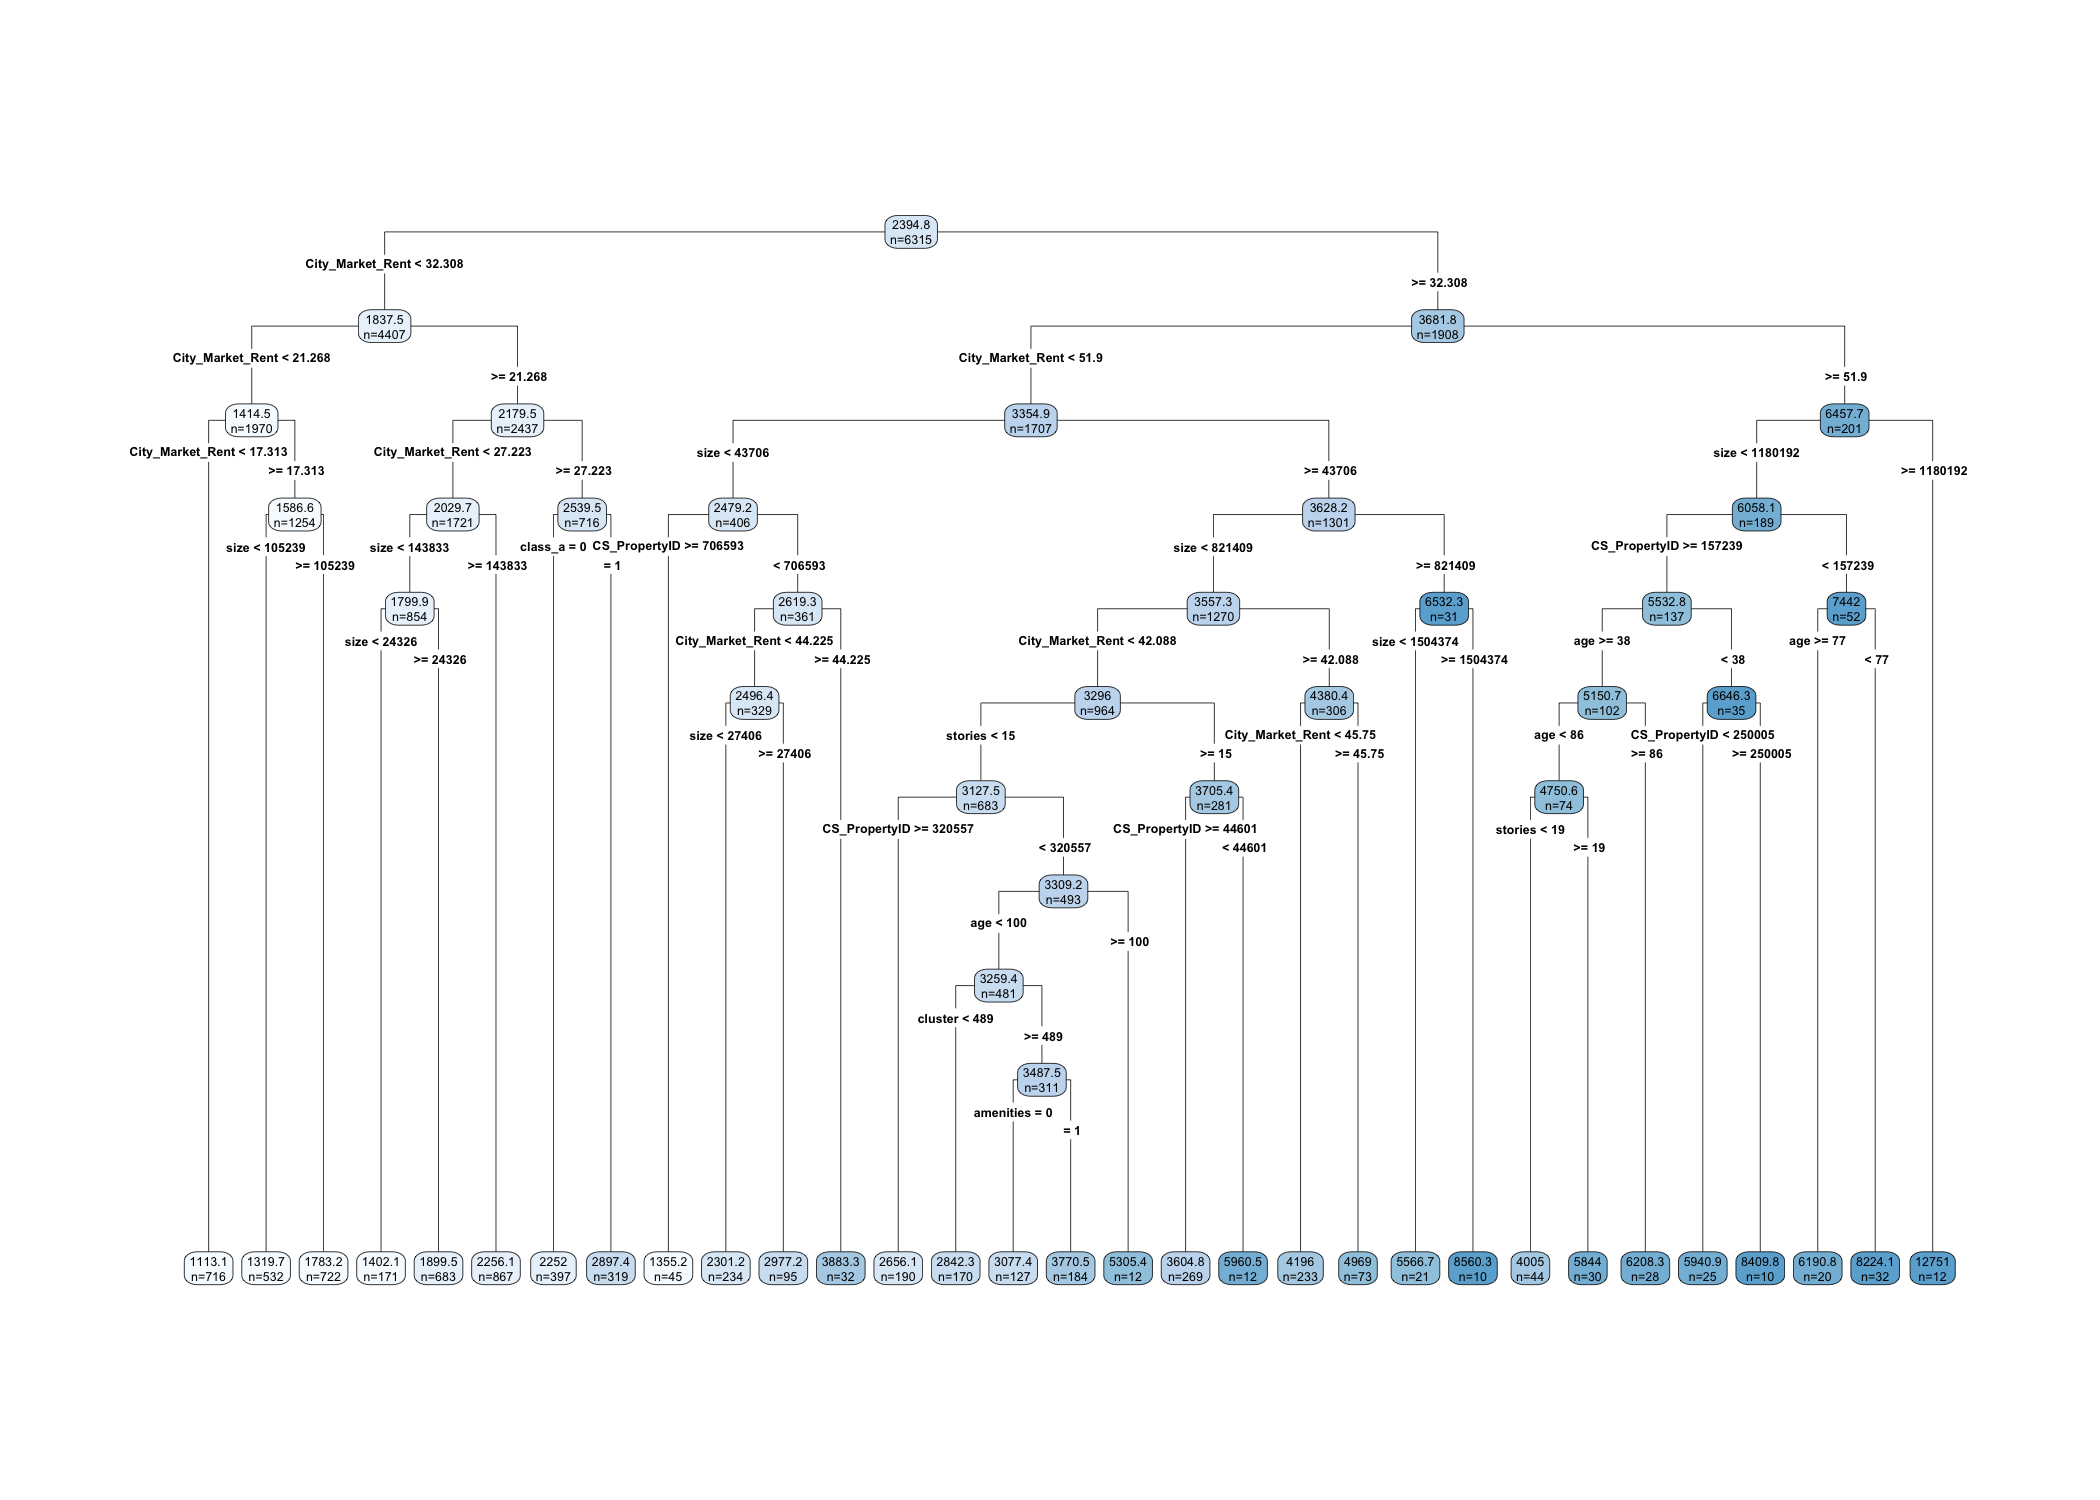 2394.8
n=6315
City_Market_Rent < 32.308
>= 32.308
1837.5
n=4407
3681.8
n=1908
City_Market_Rent < 21.268
City_Market_Rent < 51.9
>= 21.268
>= 51.9
1414.5
n=1970
2179.5
n=2437
3354.9
n=1707
6457.7
n=201
City_Market_Rent < 17.313
City_Market_Rent < 27.223
size < 43706
size < 1180192
>= 17.313
>= 27.223
>= 43706
>= 1180192
1586.6
n=1254
2029.7
n=1721
2539.5
n=716
2479.2
n=406
3628.2
n=1301
6058.1
n=189
size < 105239
size < 143833
class_a = 0
CS_PropertyID >= 706593
size < 821409
CS_PropertyID >= 157239
>= 105239
>= 143833
= 1
< 706593
>= 821409
< 157239
1799.9
n=854
2619.3
n=361
3557.3
n=1270
6532.3
n=31
5532.8
n=137
7442
n=52
size < 24326
City_Market_Rent < 44.225
City_Market_Rent < 42.088
size < 1504374
age >= 38
age >= 77
>= 24326
>= 44.225
>= 42.088
>= 1504374
< 38
< 77
2496.4
n=329
3296
n=964
4380.4
n=306
5150.7
n=102
6646.3
n=35
size < 27406
stories < 15
City_Market_Rent < 45.75
age < 86
CS_PropertyID < 250005
>= 27406
>= 15
>= 45.75
>= 86
>= 250005
3127.5
n=683
3705.4
n=281
4750.6
n=74
CS_PropertyID >= 320557
CS_PropertyID >= 44601
stories < 19
< 320557
< 44601
>= 19
3309.2
n=493
age < 100
>= 100
3259.4
n=481
cluster < 489
>= 489
3487.5
n=311
amenities = 0
= 1
1113.1
n=716
1319.7
n=532
1783.2
n=722
1402.1
n=171
1899.5
n=683
2256.1
n=867
2252
n=397
2897.4
n=319
1355.2
n=45
2301.2
n=234
2977.2
n=95
3883.3
n=32
2656.1
n=190
2842.3
n=170
3077.4
n=127
3770.5
n=184
5305.4
n=12
3604.8
n=269
5960.5
n=12
4196
n=233
4969
n=73
5566.7
n=21
8560.3
n=10
4005
n=44
5844
n=30
6208.3
n=28
5940.9
n=25
8409.8
n=10
6190.8
n=20
8224.1
n=32
12751
n=12